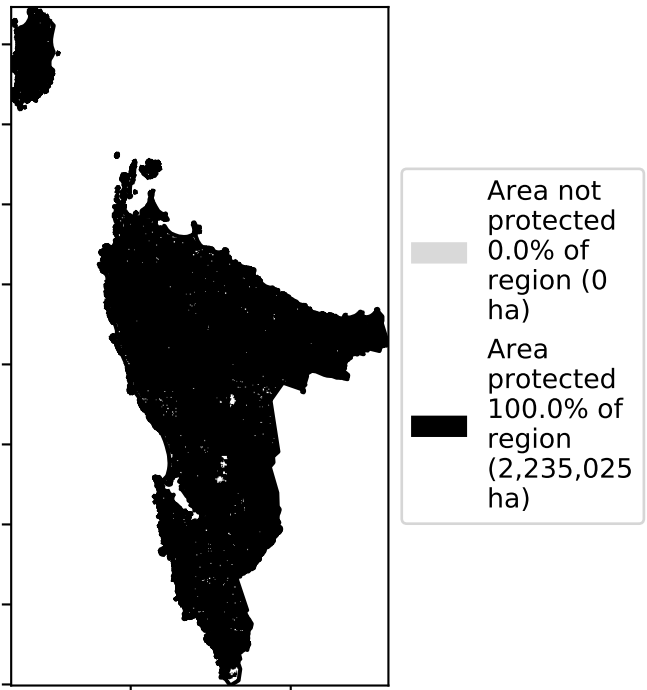 Area not
protected
0.0% of
region (0
ha)
Area
protected
100.0% of
region
(2,235,025
ha)